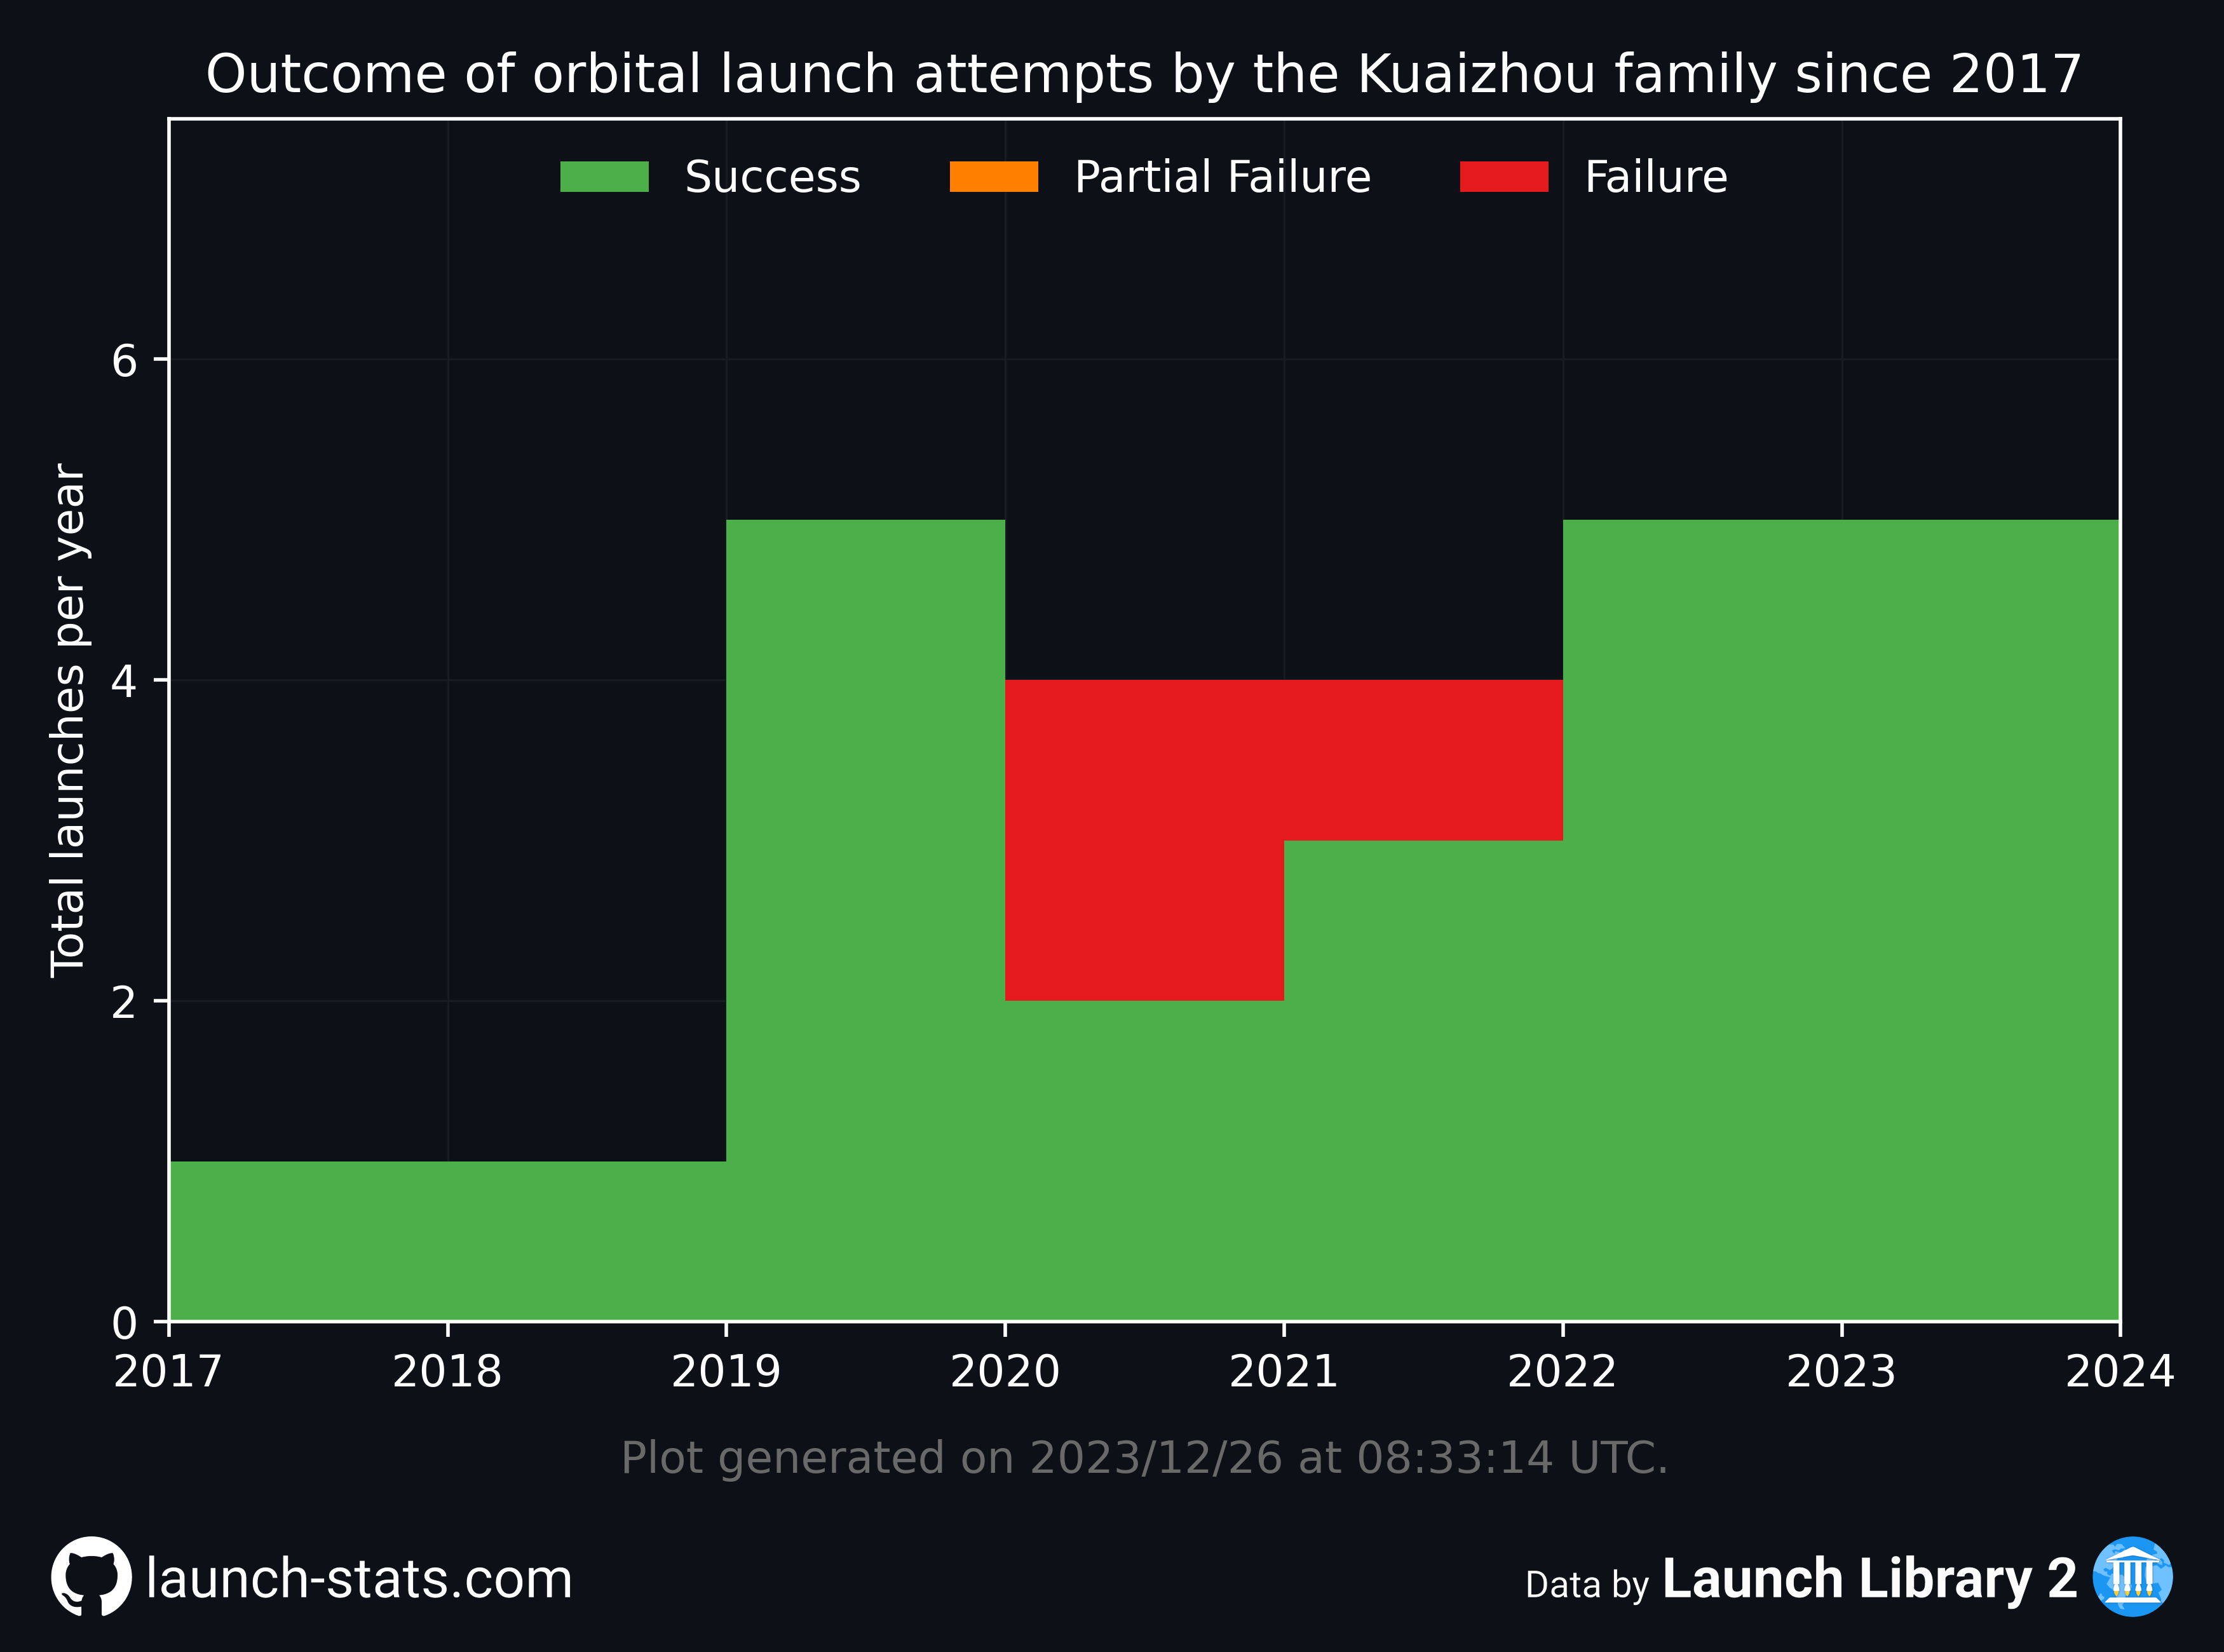 Outcome of orbital launch attempts by the Kuaizhou family since 2017
Success Partial Failure Failure
Total launches per year
6
4
2
0
2017 2018 2019 2020 2021 2022 2023 2024
Plot generated on 2023/12/26 at 08:33:14 UTC.
launch-stats.com
Data by Launch Library 2